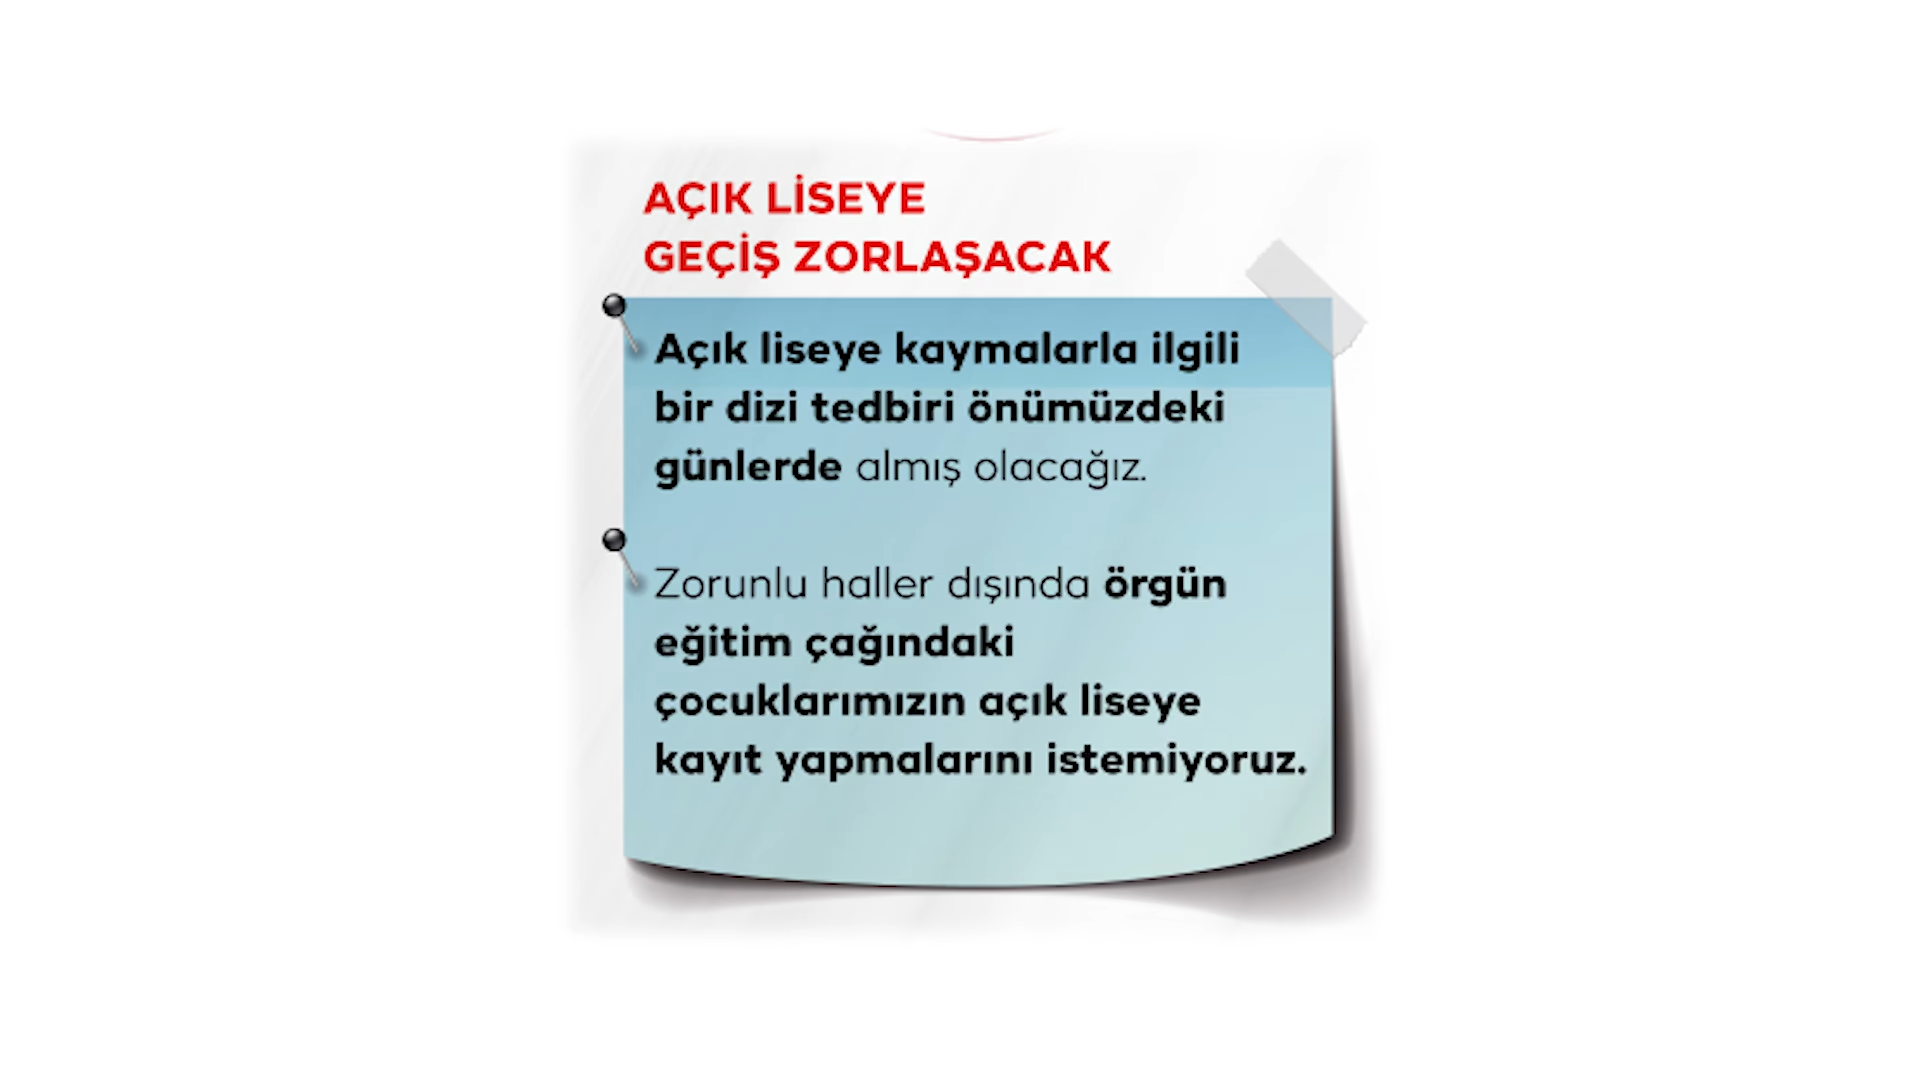 AÇIK LİSEYE
GEÇİŞ ZORLAŞACAK
Açık liseye kaymalarla ilgili
bir dizi tedbiri önümüzdeki
günlerde almış olacağız.
Zorunlu haller dışında örgün
eğitim çağındaki
çocuklarımızın açık liseye
kayıt yapmalarını istemiyoruz.